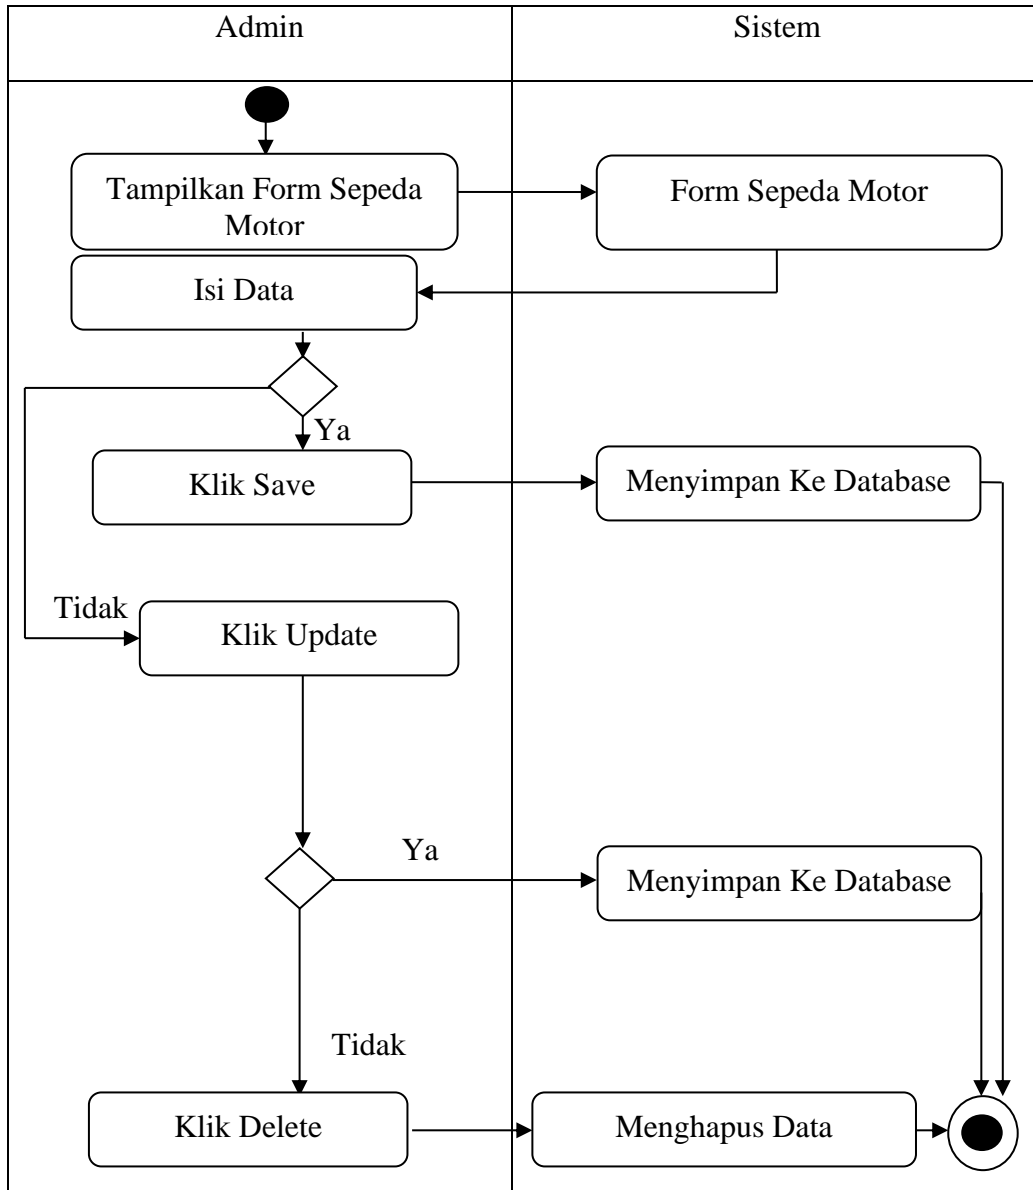 Admin
Sistem
Tampilkan Form Sepeda
Motor
Form Sepeda Motor
Isi Data
Ya
Klik Save
Menyimpan Ke Database
Tidak
Klik Update
Ya
Menyimpan Ke Database
Tidak
Klik Delete
Menghapus Data